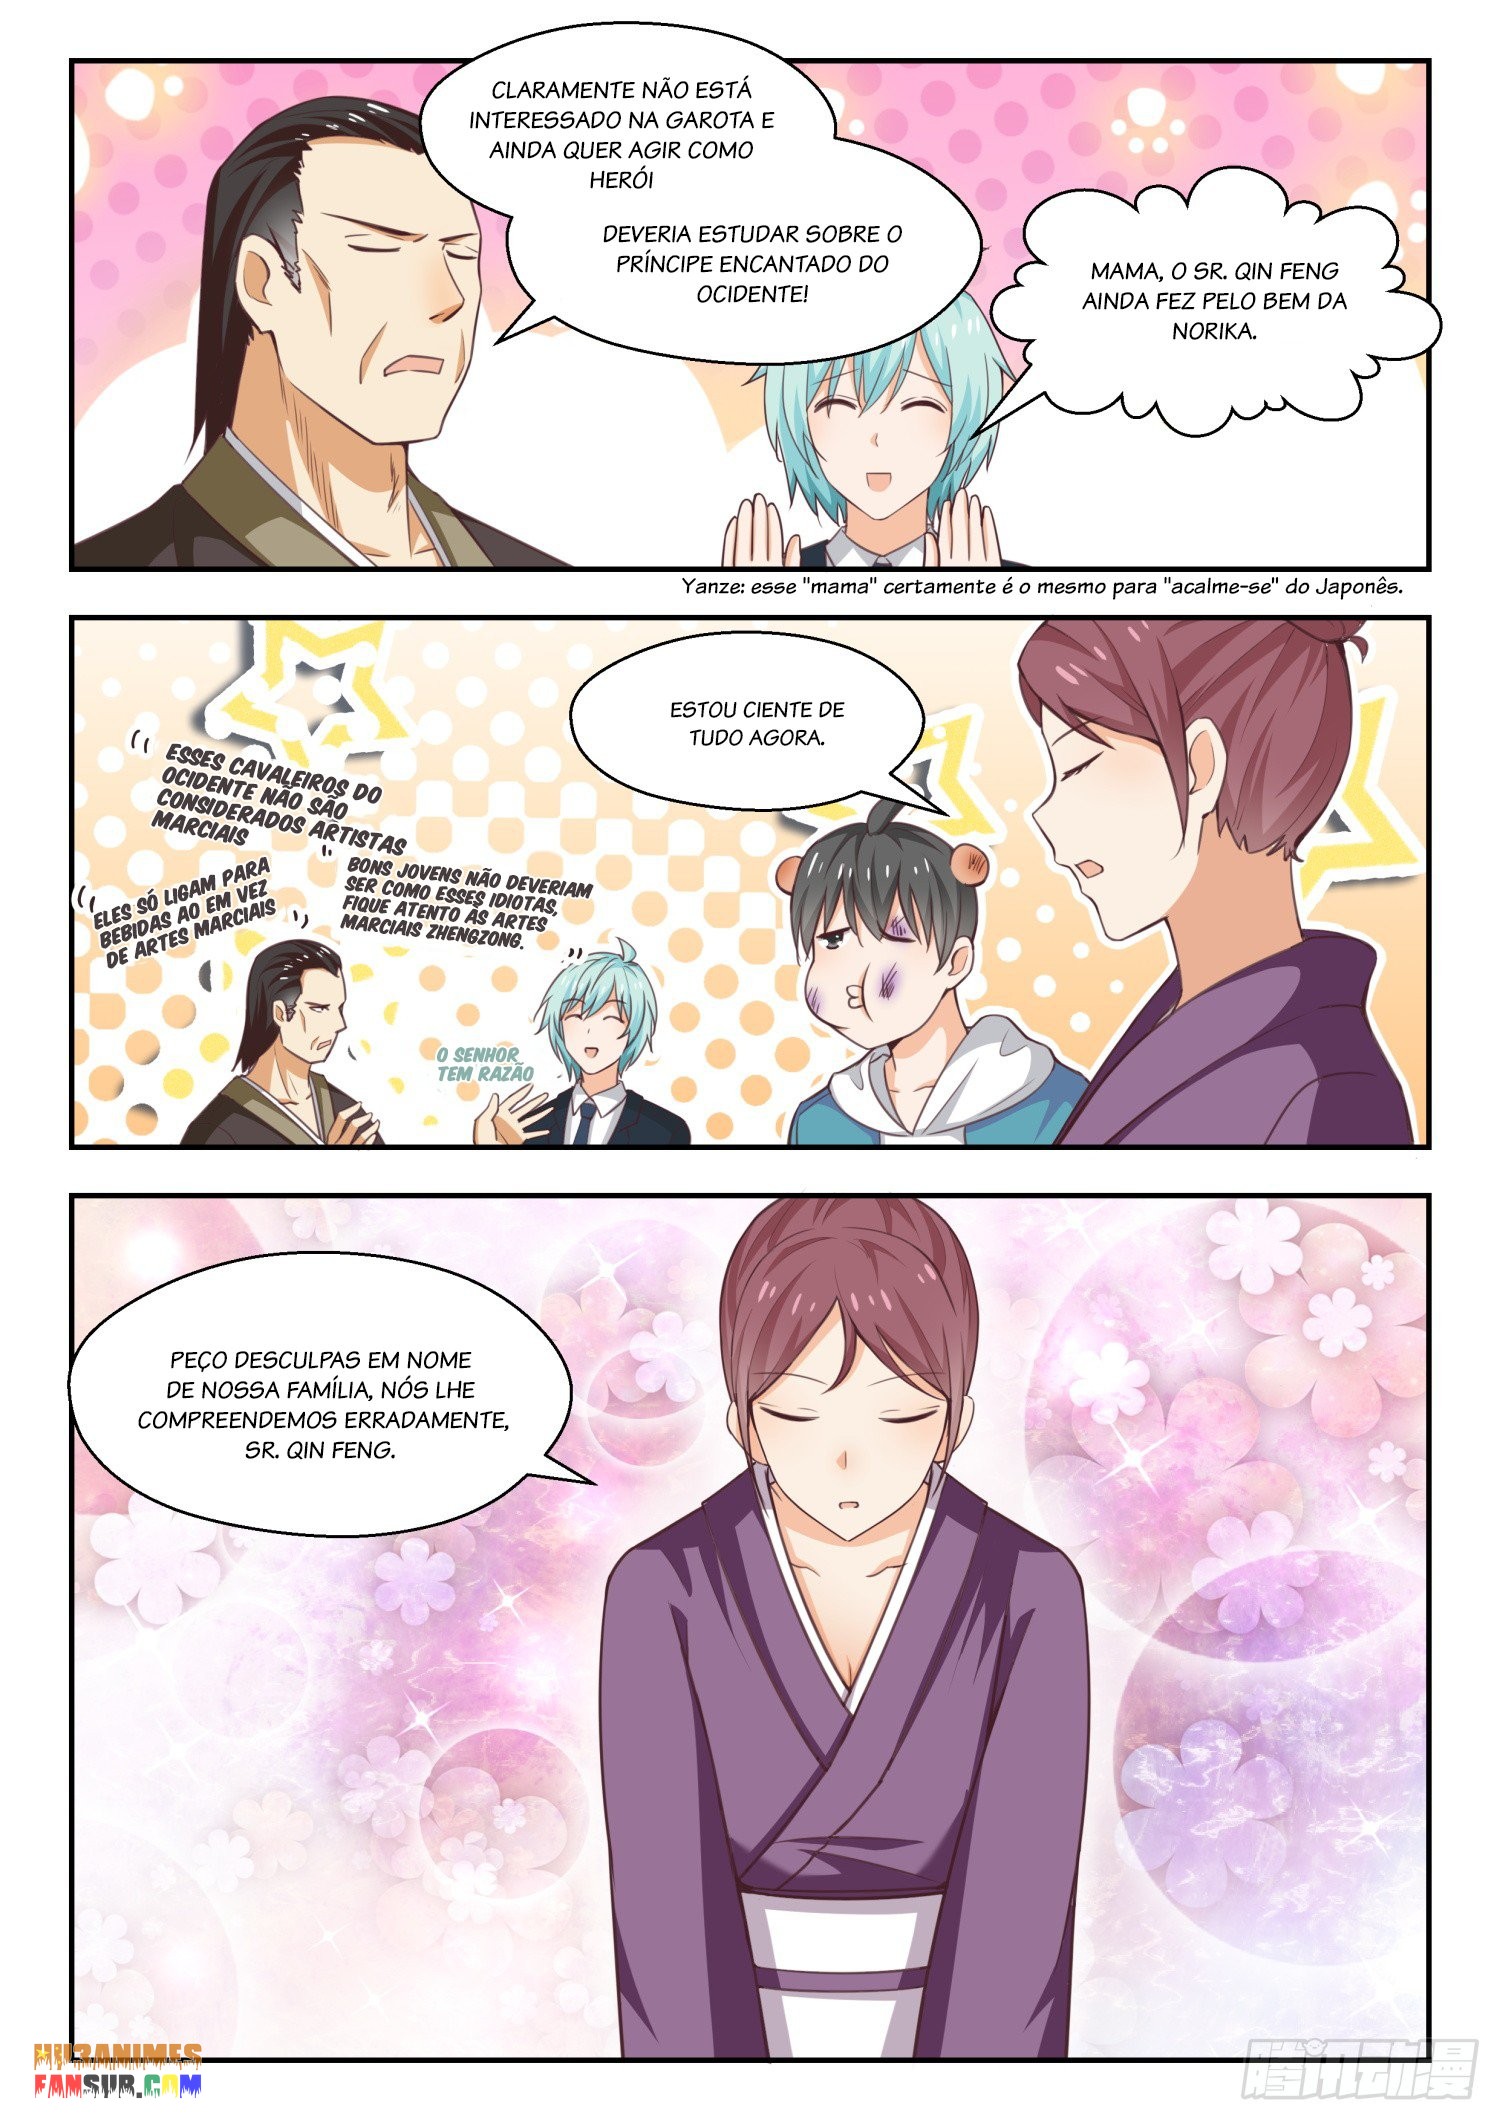 CLARAMENTE NÃO ESTÁ
INTERESSADO NA GAROTA E
AINDA QUER AGIR COMO
HERÓI
DEVERIA ESTUDAR SOBRE O
PRÍNCIPE ENCANTADO DO
OCIDENTE!
MAMA, O SR. QIN FENG
AINDA FEZ PELO BEM DA
NORIKA.
Yanze: esse "mama" certamente é o mesmo para "acalme-se" do Japonês.
ESSES CAVALEIROS DO
OCIDENTE NÃO SÃO
CONSIDERADOS ARTISTAS
MARCIAIS
ELES SÓ LIGAM PARA
BEBIDAS AO EM VEZ
DE ARTES MARCIAIS
BONS JOVENS NÃO DEVERIAM
SER COMO ESSES IDIOTAS,
FIQUE ATENTO ÀS ARTES
MARCIAIS ZHENGZONG.
O SENHOR
TEM RAZÃO
ESTOU CIENTE DE
TUDO AGORA.
PEÇO DESCULPAS EM NOME
DE NOSSA FAMÍLIA, NÓS LHE
COMPREENDEMOS ERRADAMENTE,
SR. QIN FENG.
FANSUB.COM
腾讯动漫